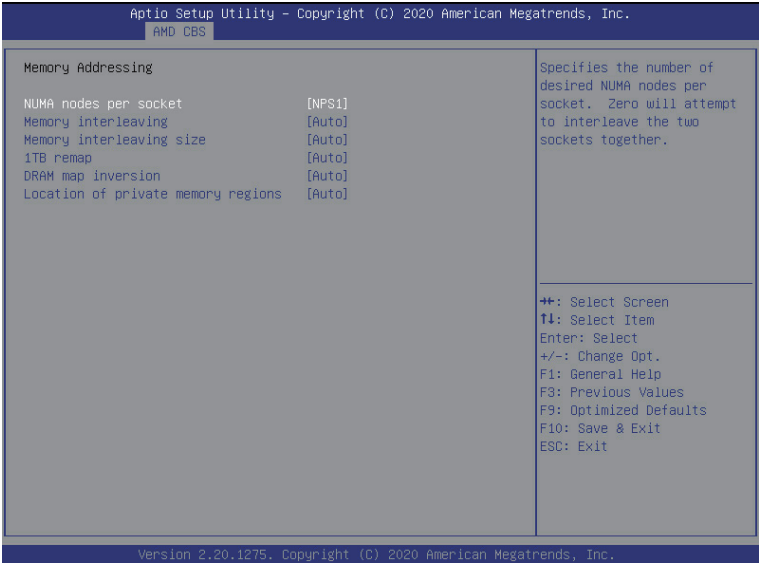 Aptio Setup Utility – Copyright (C) 2020 American Megatrends, Inc.
AMD CBS
Memory Addressing
NUMA nodes per socket [NPS1]
Memory interleaving [Auto]
Memory interleaving size [Auto]
1TB remap [Auto]
DRAM map inversion [Auto]
Location of private memory regions [Auto]
Specifies the number of
desired NUMA nodes per
socket.  Zero will attempt
to interleave the two
sockets together.
→←: Select Screen
↑↓: Select Item
Enter: Select
+/-: Change Opt.
F1: General Help
F3: Previous Values
F9: Optimized Defaults
F10: Save & Exit
ESC: Exit
Version 2.20.1275. Copyright (C) 2020 American Megatrends, Inc.